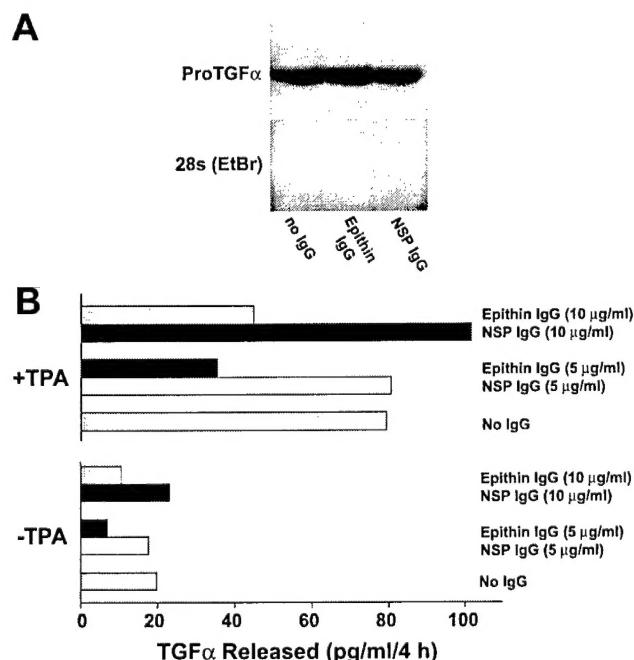 A
ProTGFα
28s (EtBr)
no IgG
Epithin IgG
NSP IgG
B
+TPA
Epithin IgG (10 µg/ml)
NSP IgG (10 µg/ml)
Epithin IgG (5 µg/ml)
NSP IgG (5 µg/ml)
No IgG
-TPA
Epithin IgG (10 µg/ml)
NSP IgG (10 µg/ml)
Epithin IgG (5 µg/ml)
NSP IgG (5 µg/ml)
No IgG
0 20 40 60 80 100
TGFα Released (pg/ml/4 h)